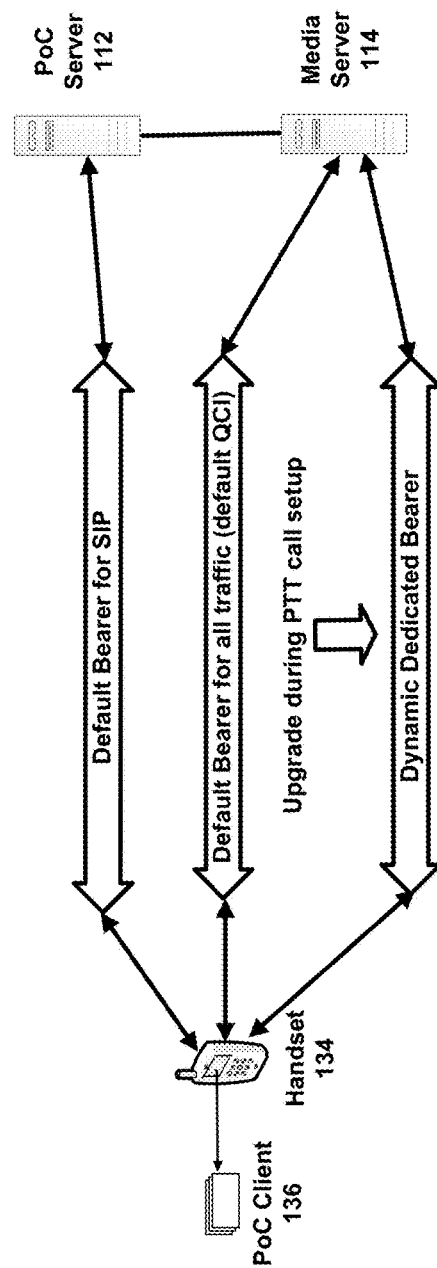 PoC Client
136
Handset
134
Default Bearer for SIP
Default Bearer for all traffic (default QCI)
Upgrade during PTT call setup
Dynamic Dedicated Bearer
PoC
Server
112
Media
Server
114